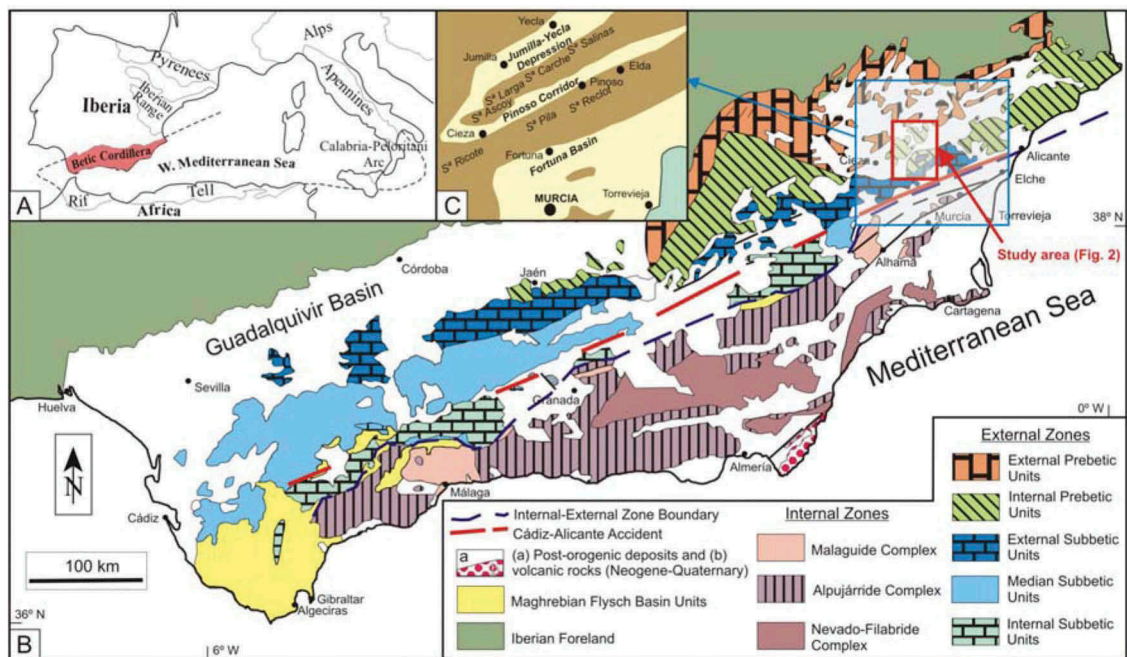 Alps
Pyrenees
Iberian
Range
Iberia
Apennines
Betic Cordillera
W. Mediterranean Sea
Calabria-Peloritani
Arc
Rif
Tell
Africa
A
Yecla
Jumilla
Jumilla-Yecla
Depression
Sª Salinas
Sª Carche
Sª Larga
Sª Ascoy
Elda
Pinoso
Pinoso Corridor
Sª Reclot
Sª Pila
Cieza
Sª Ricote
Fortuna
Fortuna Basin
MURCIA
Torrevieja
C
Cieza
Alicante
Elche
Murcia
Torrevieja
38º N
Study area (Fig. 2)
Alhama
Cartagena
Mediterranean Sea
Córdoba
Jaén
Guadalquivir Basin
Sevilla
Huelva
Granada
0º W
N
Almería
Málaga
Cádiz
100 km
Gibraltar
Algeciras
36º N
6º W
B
Internal-External Zone Boundary
Cádiz-Alicante Accident
a
(a) Post-orogenic deposits and (b)
volcanic rocks (Neogene-Quaternary)
Maghrebian Flysch Basin Units
Iberian Foreland
Internal Zones
Malaguide Complex
Alpujárride Complex
Nevado-Filabride
Complex
External Zones
External Prebetic
Units
Internal Prebetic
Units
External Subbetic
Units
Median Subbetic
Units
Internal Subbetic
Units